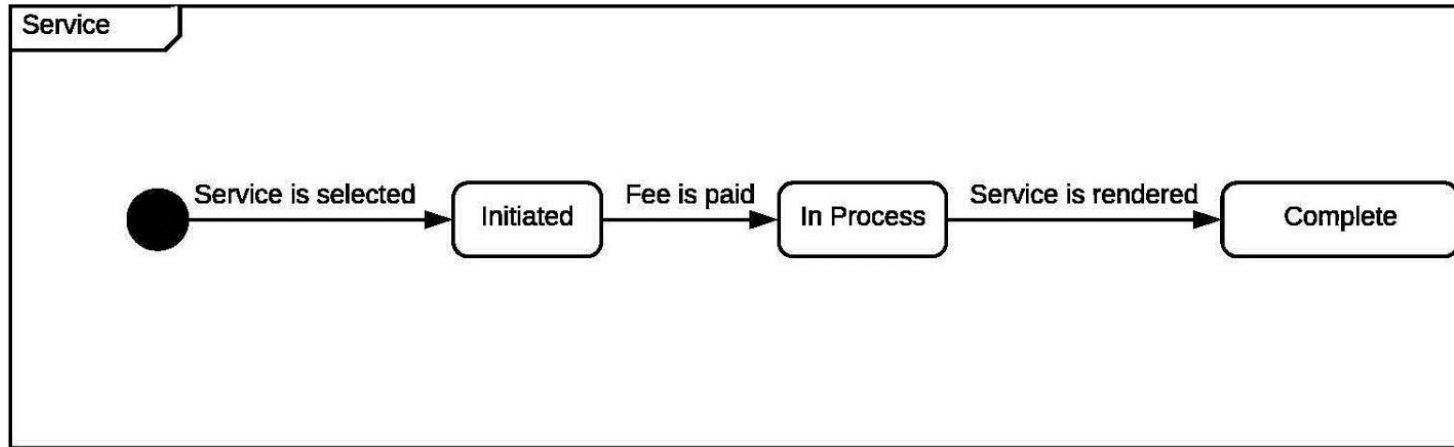 Service
Service is selected
Initiated
Fee is paid
In Process
Service is rendered
Complete